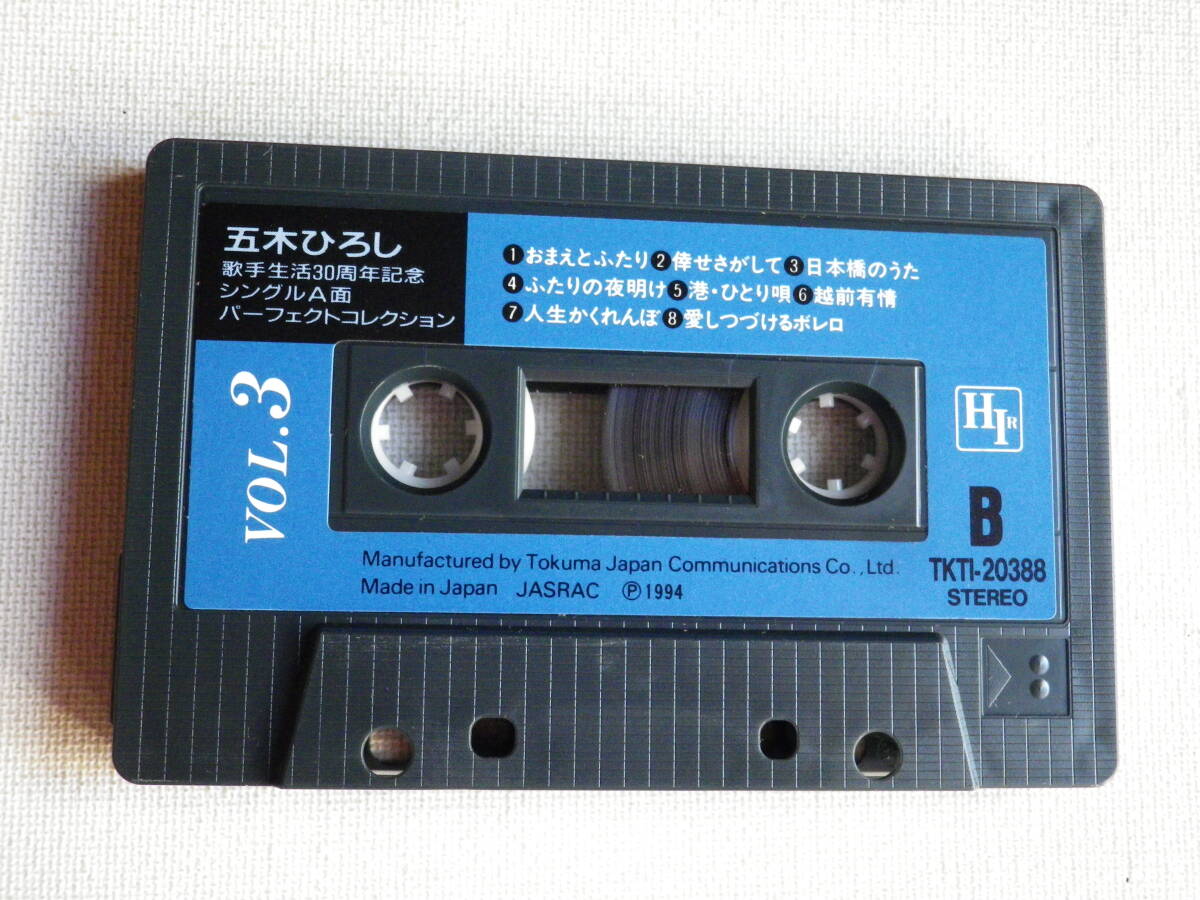 五木ひろし
歌手生活30周年記念
シングルA面
パーフェクトコレクション
❶おまえとふたり❷倖せさがして❸日本橋のうた
❹ふたりの夜明け❺港・ひとり唄❻越前有情
❼人生かくれんぼ❽愛しつづけるボレロ
VOL.3
HIR
B
TKTI-20388
STEREO
Manufactured by Tokuma Japan Communications Co.,Ltd.
Made in Japan JASRAC Ⓟ1994